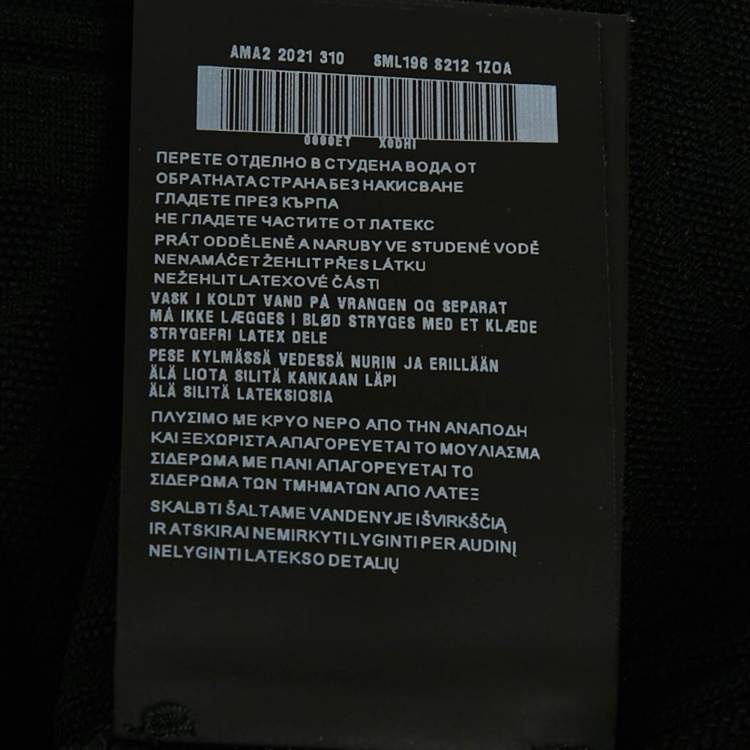 AMA2 2021 310 SML196 S212 1ZOA
0000ET X0DHI
ПЕРЕТЕ ОТДЕЛНО В СТУДЕНА ВОДА ОТ
ОБРАТНАТА СТРАНА БЕЗ НАКИСВАНЕ
ГЛАДЕТЕ ПРЕЗ КЪРПА
НЕ ГЛАДЕТЕ ЧАСТИТЕ ОТ ЛАТЕКС
PRÁT ODDĚLENĚ A NARUBY VE STUDENÉ VODĚ
NENAMÁČET ŽEHLIT PŘES LÁTKU
NEŽEHLIT LATEXOVÉ ČÁSTI
VASK I KOLDT VAND PÅ VRANGEN OG SEPARAT
MÅ IKKE LÆGGES I BLØD STRYGES MED ET KLÆDE
STRYGEFRI LATEX DELE
PESE KYLMÄSSÄ VEDESSÄ NURIN JA ERILLÄÄN
ÄLÄ LIOTA SILITÄ KANKAAN LÄPI
ÄLÄ SILITÄ LATEKSIOSIA
ΠΛΥΣΙΜΟ ΜΕ ΚΡΥΟ ΝΕΡΟ ΑΠΟ ΤΗΝ ΑΝΑΠΟΔΗ
ΚΑΙ ΞΕΧΩΡΙΣΤΑ ΑΠΑΓΟΡΕΥΕΤΑΙ ΤΟ ΜΟΥΛΙΑΣΜΑ
ΣΙΔΕΡΩΜΑ ΜΕ ΠΑΝΙ ΑΠΑΓΟΡΕΥΕΤΑΙ ΤΟ
ΣΙΔΕΡΩΜΑ ΤΩΝ ΤΜΗΜΑΤΩΝ ΑΠΟ ΛΑΤΕΞ
SKALBTI ŠALTAME VANDENYJE IŠVIRKŠČIĄ
IR ATSKIRAI NEMIRKYTI LYGINTI PER AUDINĮ
NELYGINTI LATEKSO DETALIŲ